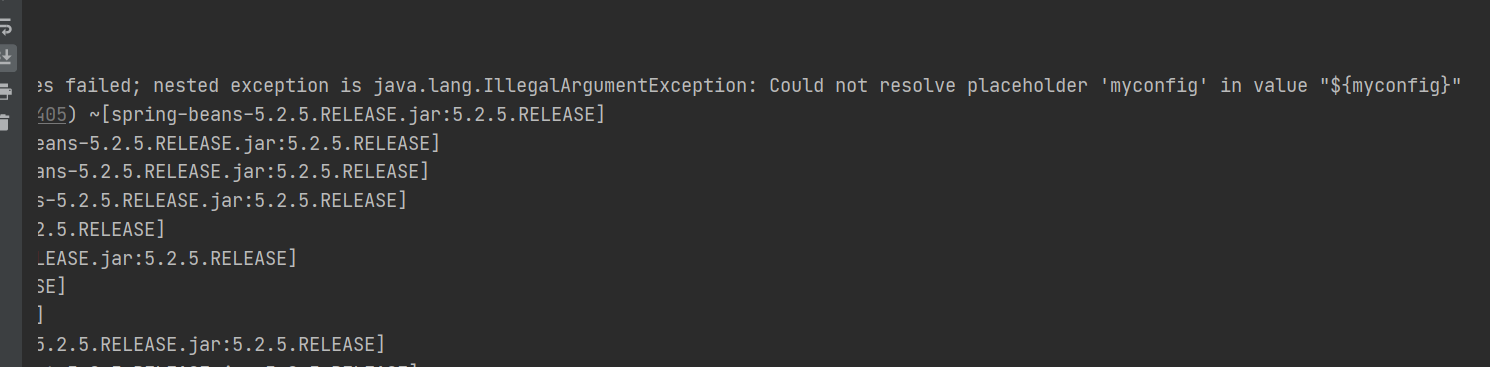 es failed; nested exception is java.lang.IllegalArgumentException: Could not resolve placeholder 'myconfig' in value "${myconfig}"
405) ~[spring-beans-5.2.5.RELEASE.jar:5.2.5.RELEASE]
eans-5.2.5.RELEASE.jar:5.2.5.RELEASE]
ans-5.2.5.RELEASE.jar:5.2.5.RELEASE]
s-5.2.5.RELEASE.jar:5.2.5.RELEASE]
2.5.RELEASE]
LEASE.jar:5.2.5.RELEASE]
SE]
]
5.2.5.RELEASE.jar:5.2.5.RELEASE]